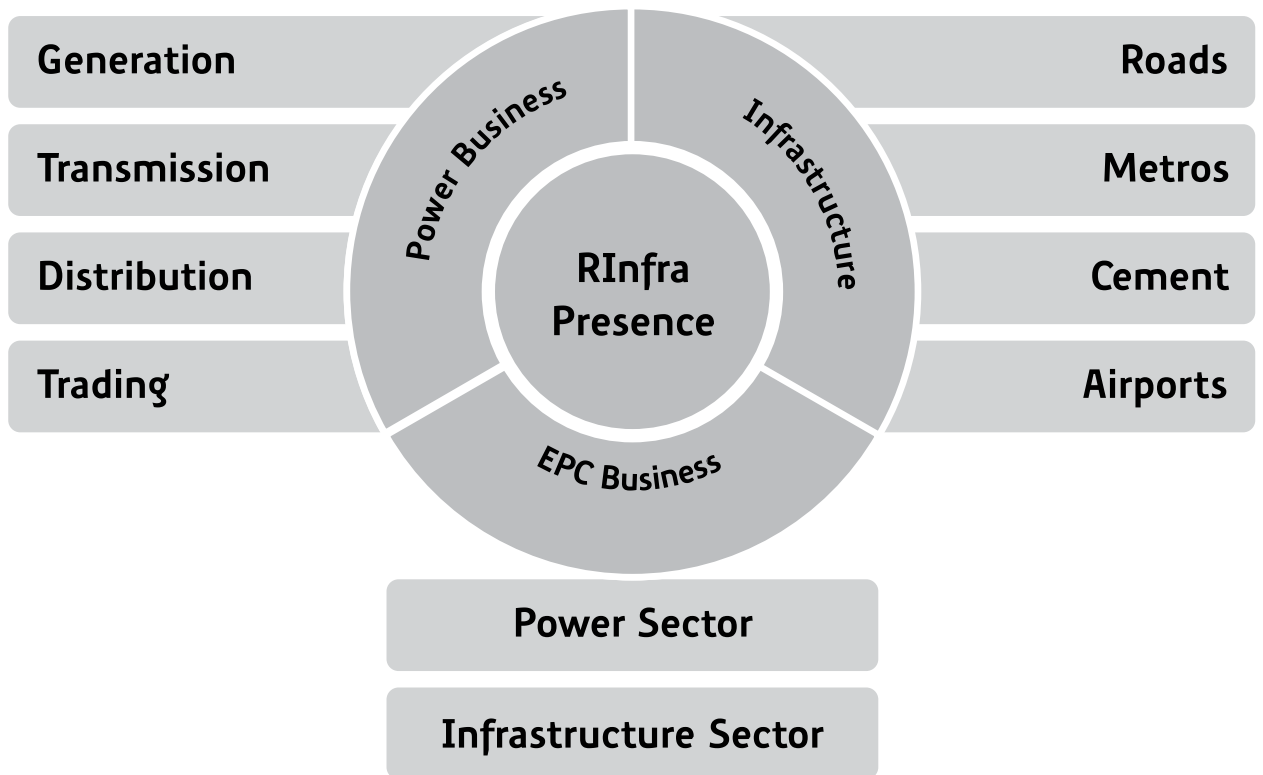 Generation
Transmission
Distribution
Trading
Power Business
RInfra
Presence
Infrastructure
Roads
Metros
Cement
Airports
EPC Business
Power Sector
Infrastructure Sector